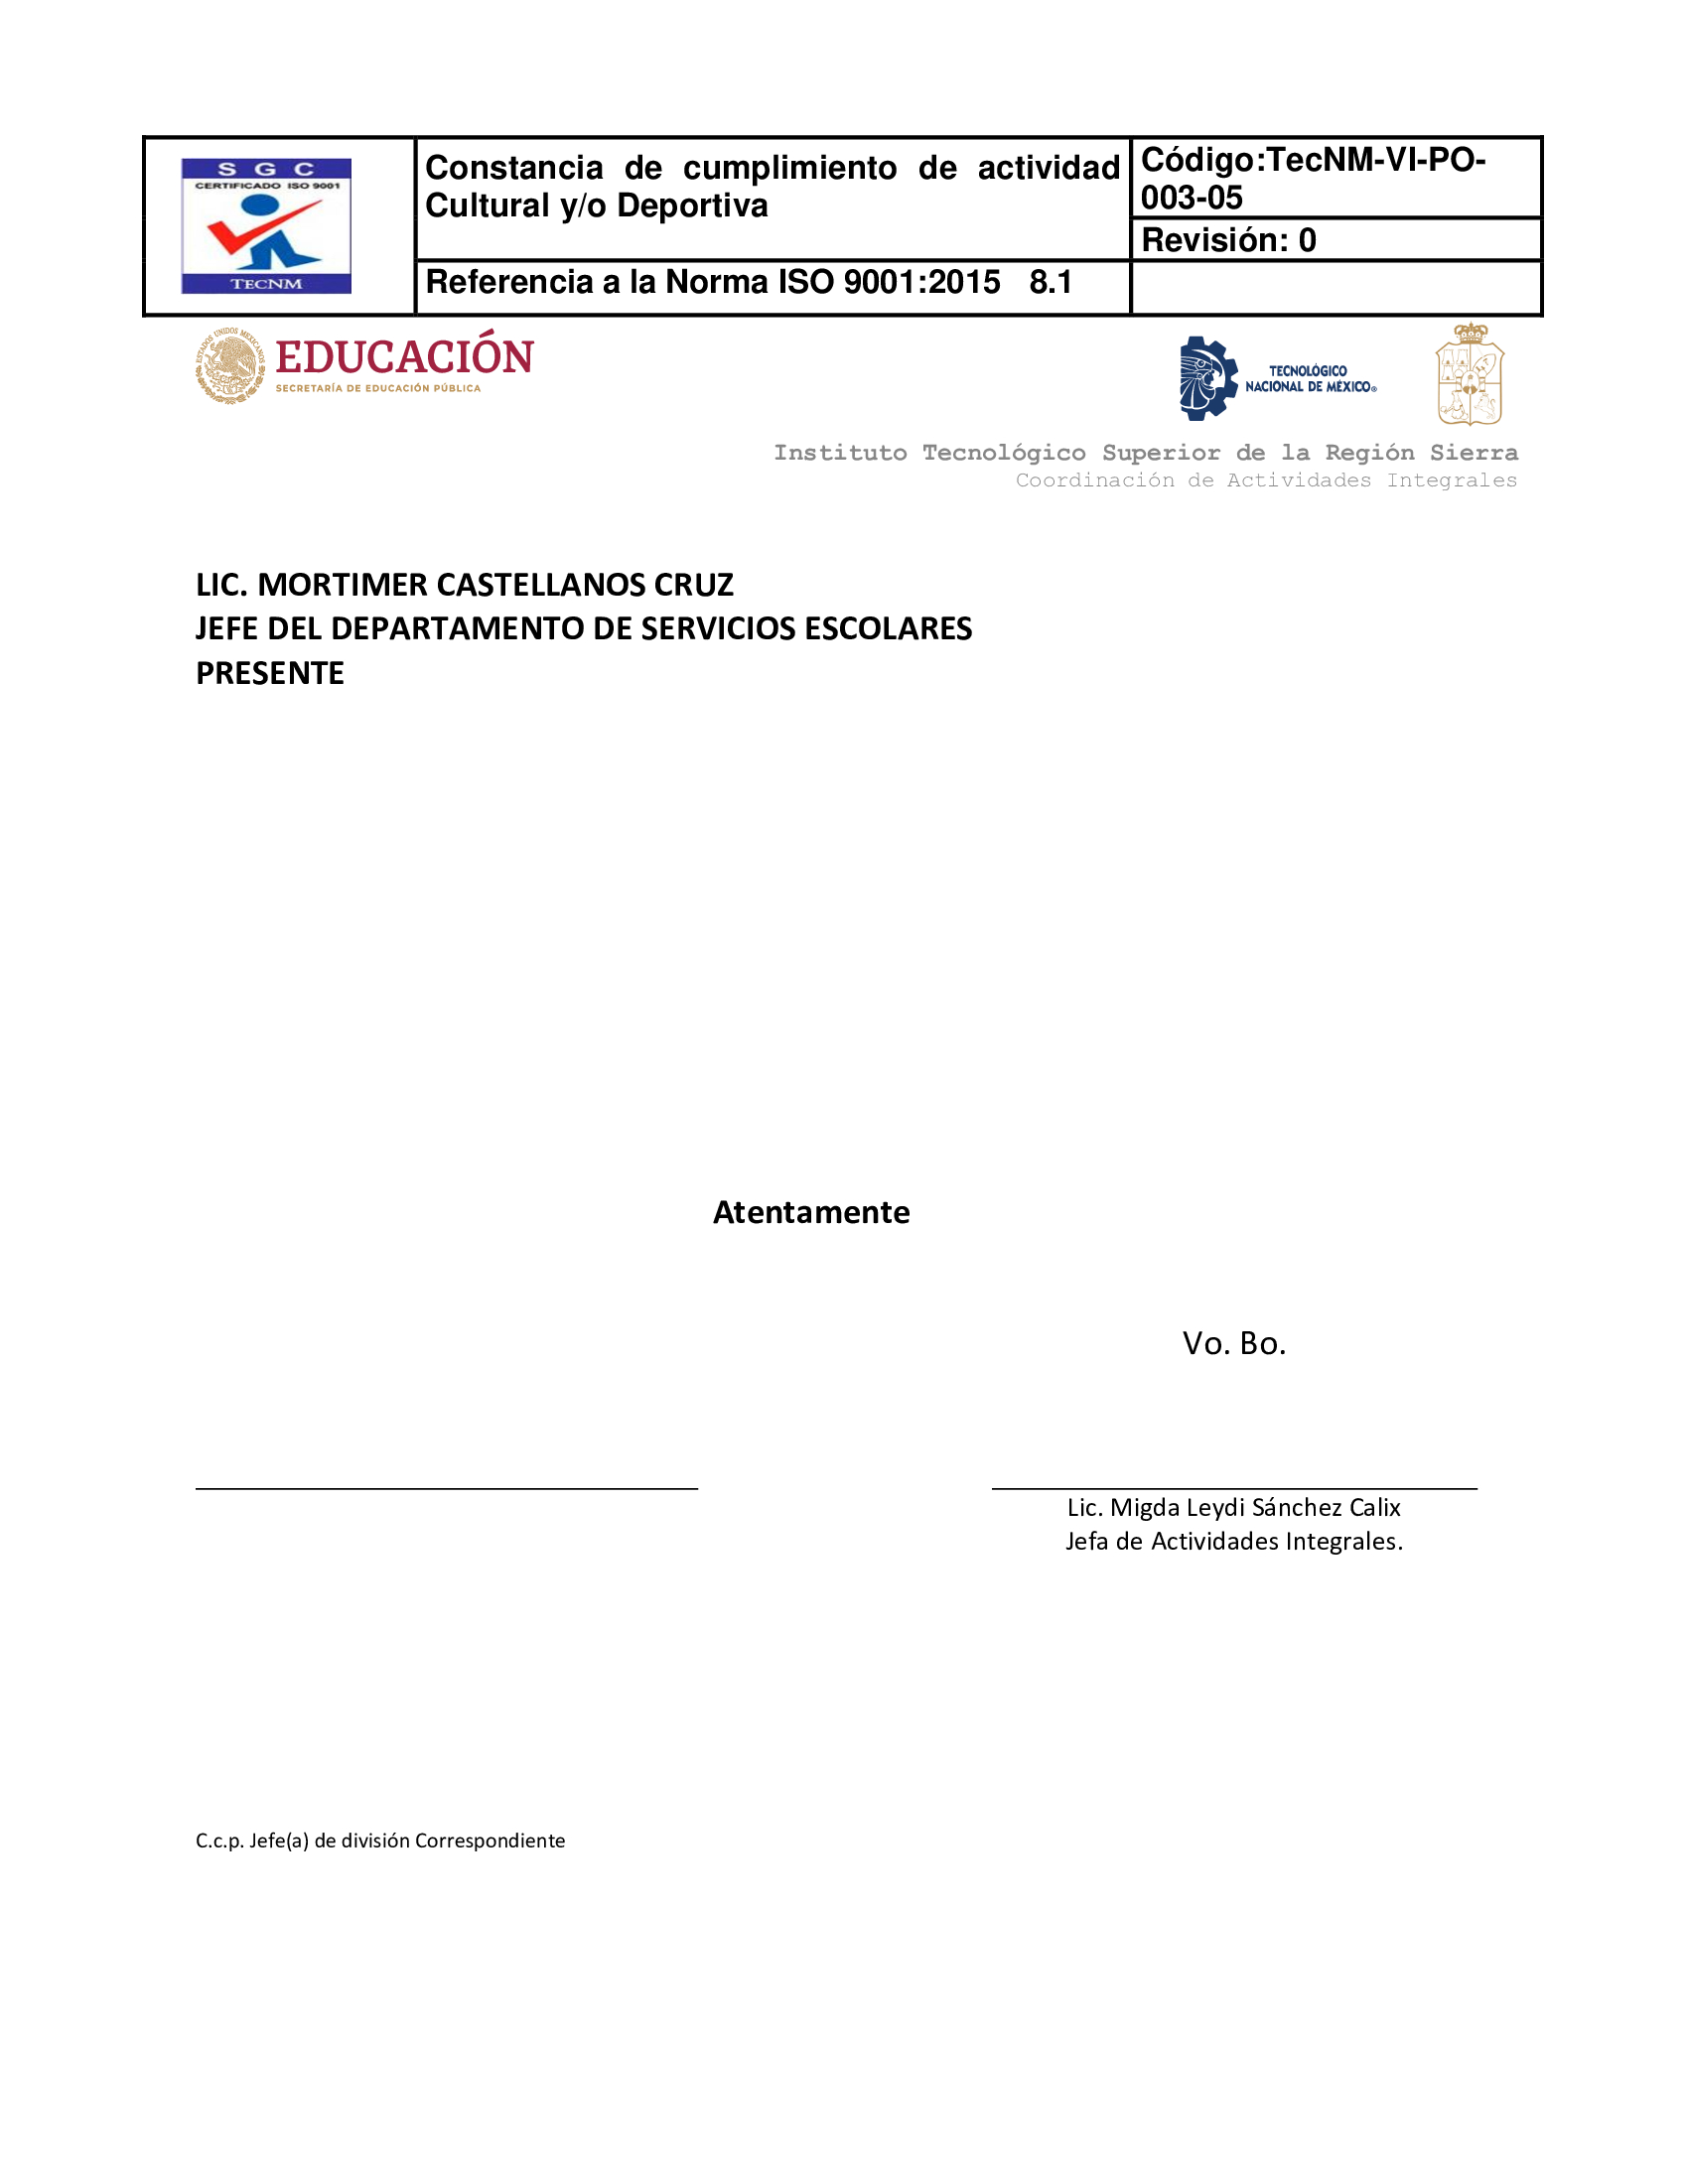 S G C
CERTIFICADO ISO 9001
TECNM
Constancia de cumplimiento de actividad
Cultural y/o Deportiva
Código:TecNM-VI-PO-
003-05
Revisión: 0
Referencia a la Norma ISO 9001:2015 8.1
ESTADOS UNIDOS MEXICANOS
EDUCACIÓN
SECRETARÍA DE EDUCACIÓN PÚBLICA
TECNOLÓGICO
NACIONAL DE MÉXICO®
Instituto Tecnológico Superior de la Región Sierra
Coordinación de Actividades Integrales
LIC. MORTIMER CASTELLANOS CRUZ
JEFE DEL DEPARTAMENTO DE SERVICIOS ESCOLARES
PRESENTE
Atentamente
Vo. Bo.
Lic. Migda Leydi Sánchez Calix
Jefa de Actividades Integrales.
C.c.p. Jefe(a) de división Correspondiente